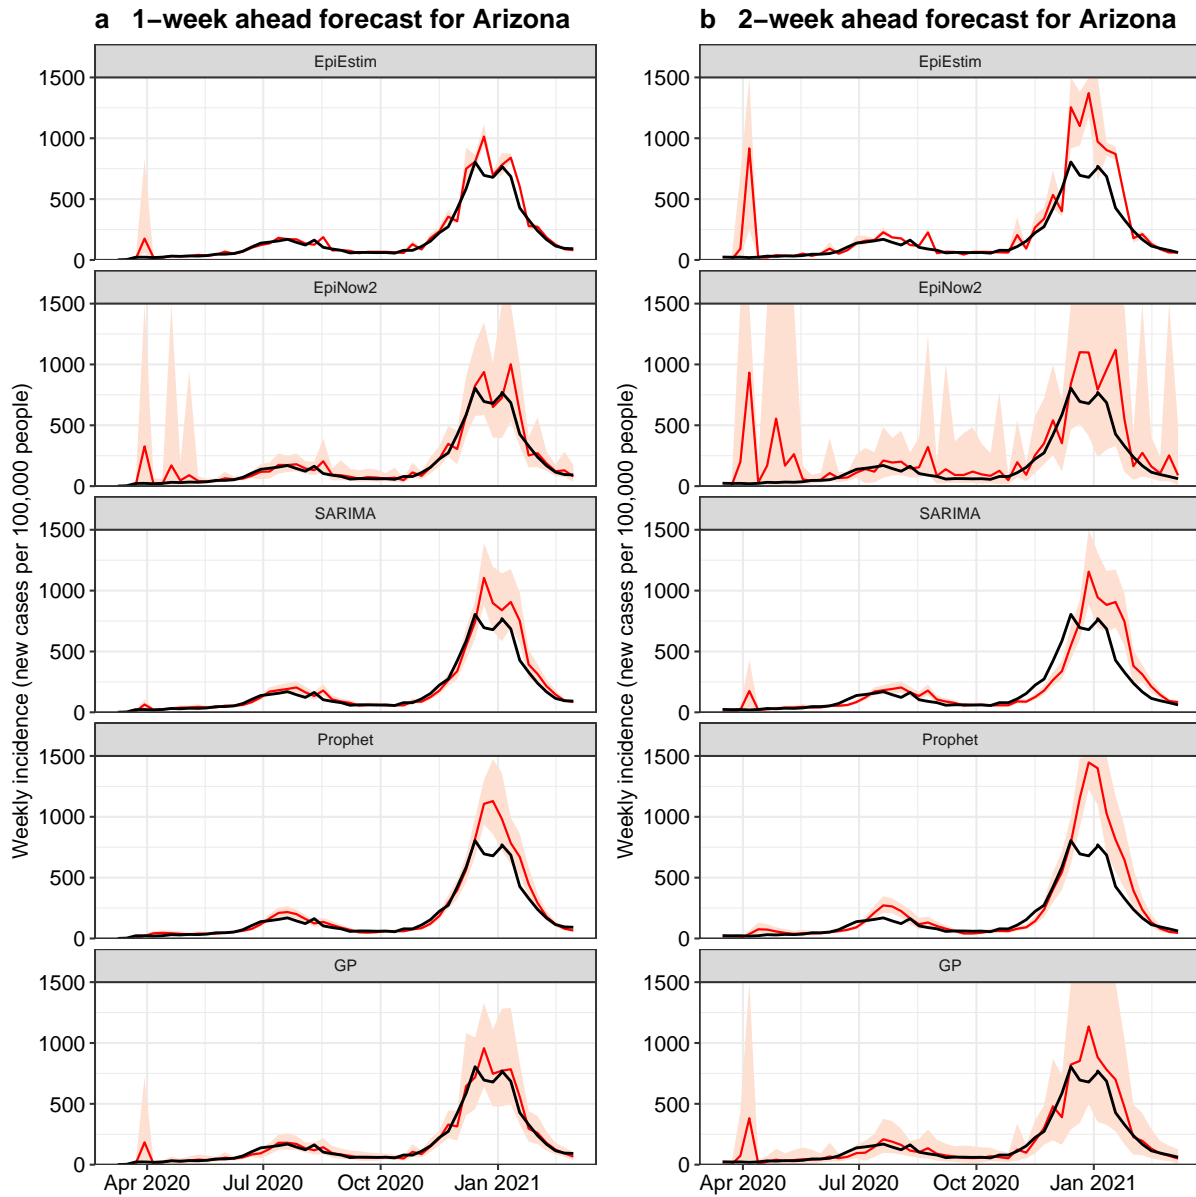 a 1−week ahead forecast for Arizona
b 2−week ahead forecast for Arizona
Weekly incidence (new cases per 100,000 people)
EpiEstim
1500
1000
500
0
EpiNow2
1500
1000
500
0
SARIMA
1500
1000
500
0
Prophet
1500
1000
500
0
GP
1500
1000
500
0
Apr 2020 Jul 2020 Oct 2020 Jan 2021
Weekly incidence (new cases per 100,000 people)
EpiEstim
1500
1000
500
0
EpiNow2
1500
1000
500
0
SARIMA
1500
1000
500
0
Prophet
1500
1000
500
0
GP
1500
1000
500
0
Apr 2020 Jul 2020 Oct 2020 Jan 2021